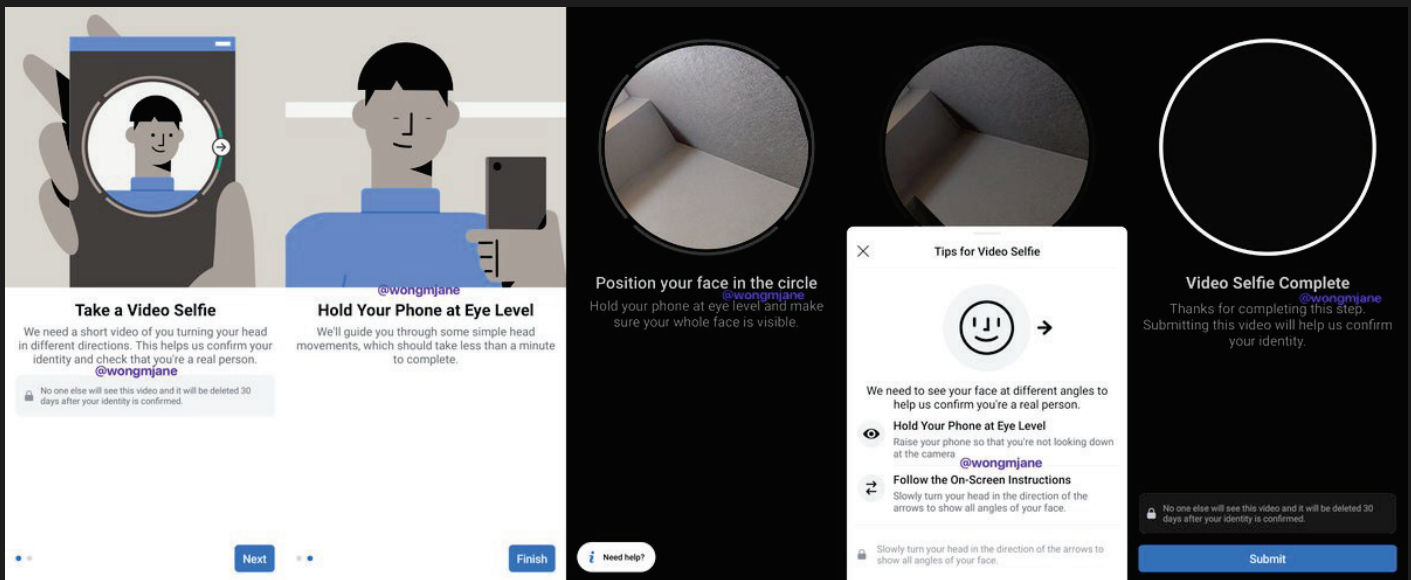 @wongmjane
Take a Video Selfie
We need a short video of you turning your head
in different directions. This helps us confirm your
identity and check that you're a real person.
@wongmjane
No one else will see this video and it will be deleted 30
days after your identity is confirmed.
Next
Hold Your Phone at Eye Level
We'll guide you through some simple head
movements, which should take less than a minute
to complete.
Finish
Position your face in the circle
@wongmjane
Hold your phone at eye level and make
sure your whole face is visible.
Need help?
Tips for Video Selfie
We need to see your face at different angles to
help us confirm you're a real person.
Hold Your Phone at Eye Level
Raise your phone so that you're not looking down
at the camera
@wongmjane
Follow the On-Screen Instructions
Slowly turn your head in the direction of the
arrows to show all angles of your face.
Slowly turn your head in the direction of the arrows to
show all angles of your face.
Video Selfie Complete
@wongmjane
Thanks for completing this step.
Submitting this video will help us confirm
your identity.
No one else will see this video and it will be deleted 30
days after your identity is confirmed.
Submit